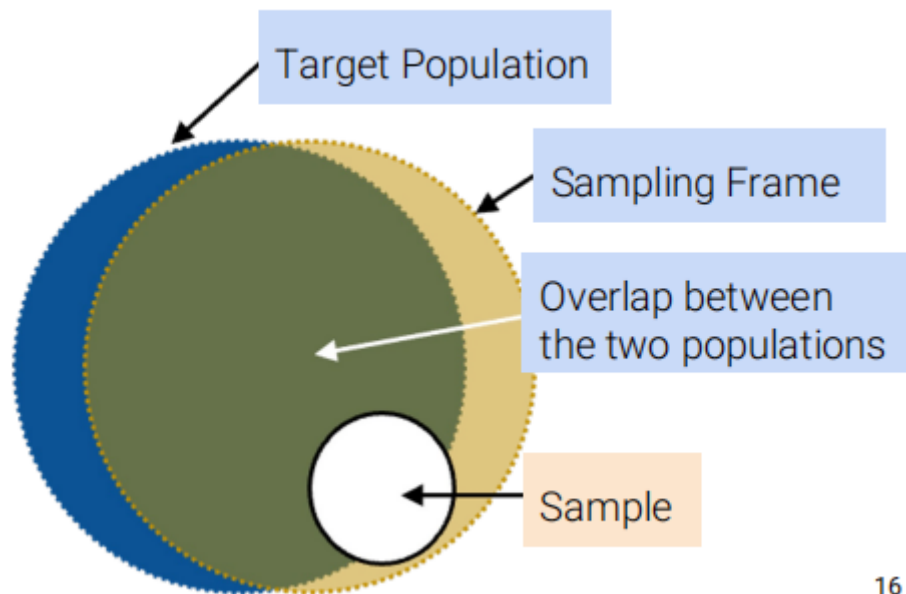 Target Population
Sampling Frame
Overlap between
the two populations
Sample
16